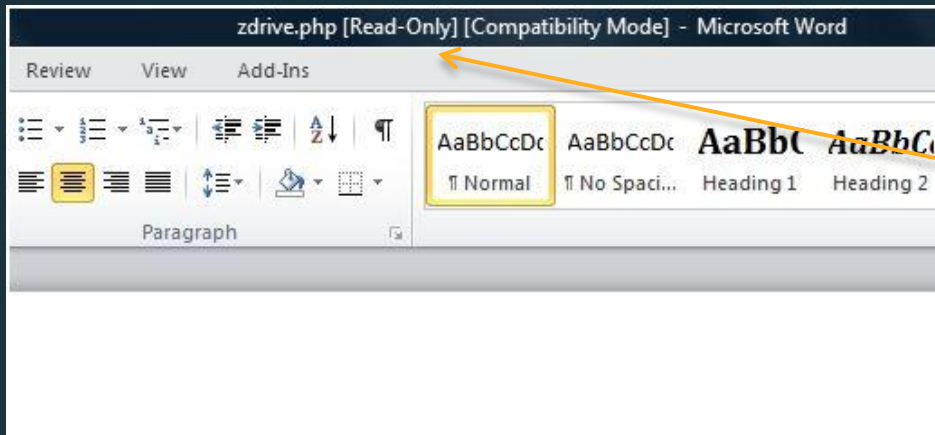 zdrive.php [Read-Only] [Compatibility Mode] - Microsoft Word
Review View Add-Ins
AaBbCcDc AaBbCcDc AaBbC AaBbCc
¶ Normal ¶ No Spaci... Heading 1 Heading 2
Paragraph